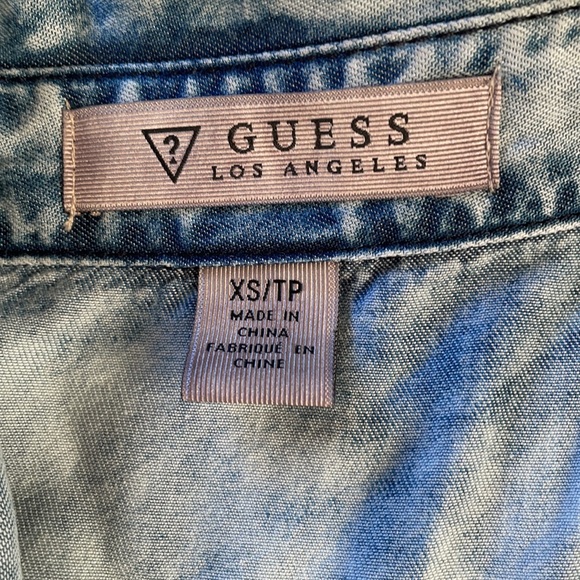 ?
GUESS
LOS ANGELES
XS/TP
MADE IN
CHINA
FABRIQUÉ EN
CHINE